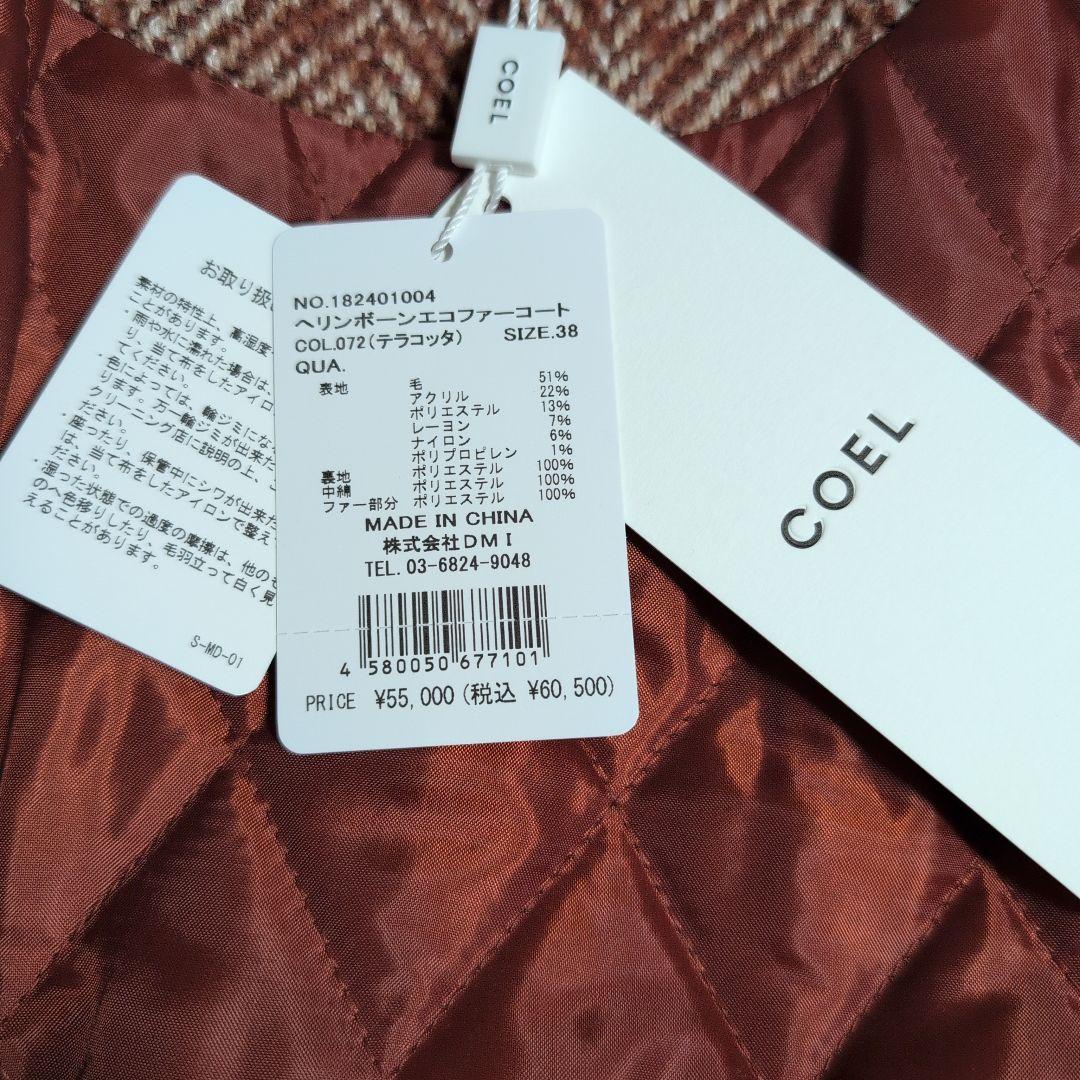 COEL
お取り扱
素材の特性上、高温度
ことがあります。
・雨や水に濡れた場合は、
り、当て布をしたアイロ
てください。
・色によっては、輪ジミにな
ります。万一輪ジミが出来た
クリーニング店に説明の上、
ださい。
・座ったり、保管中にシワが出来た
は、当て布をしたアイロンで整え
ださい。
・湿った状態での過度の摩擦は、他のも
のへ色移りしたり、毛羽立って白く見
えることがあります。
S-MD-01
NO.182401004
ヘリンボーンエコファーコート
COL.072(テラコッタ) SIZE.38
QUA.
表地 毛 51%
アクリル 22%
ポリエステル 13%
レーヨン 7%
ナイロン 6%
ポリプロピレン 1%
裏地 ポリエステル 100%
中綿 ポリエステル 100%
ファー部分 ポリエステル 100%
MADE IN CHINA
株式会社DMI
TEL. 03-6824-9048
4 580050 677101
PRICE ¥55,000 (税込 ¥60,500)
COEL